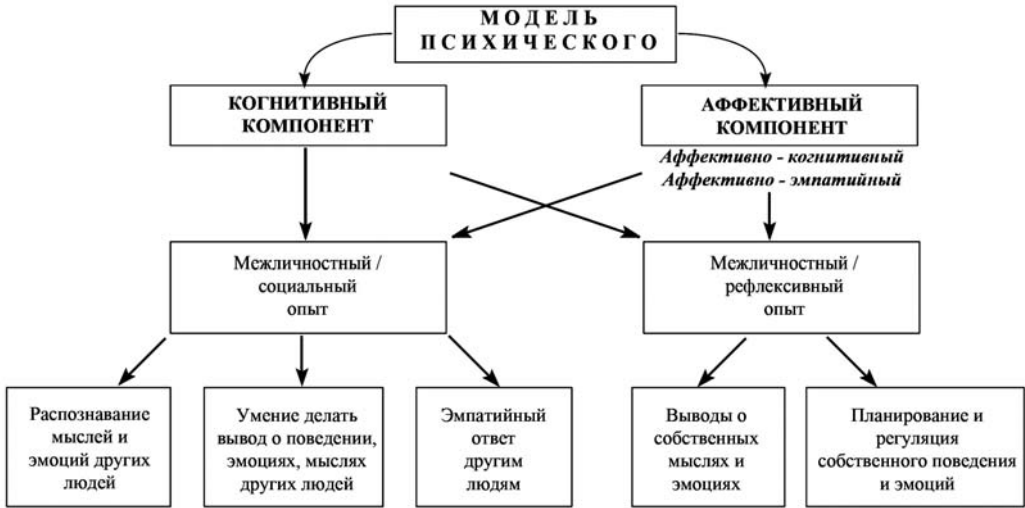 МОДЕЛЬ
ПСИХИЧЕСКОГО
КОГНИТИВНЫЙ
КОМПОНЕНТ
АФФЕКТИВНЫЙ
КОМПОНЕНТ
Аффективно - когнитивный
Аффективно - эмпатийный
Межличностный /
социальный
опыт
Межличностный /
рефлексивный
опыт
Распознавание
мыслей и
эмоций других
людей
Умение делать
вывод о поведении,
эмоциях, мыслях
других людей
Эмпатийный
ответ
другим
людям
Выводы о
собственных
мыслях и
эмоциях
Планирование и
регуляция
собственного поведения
и эмоций